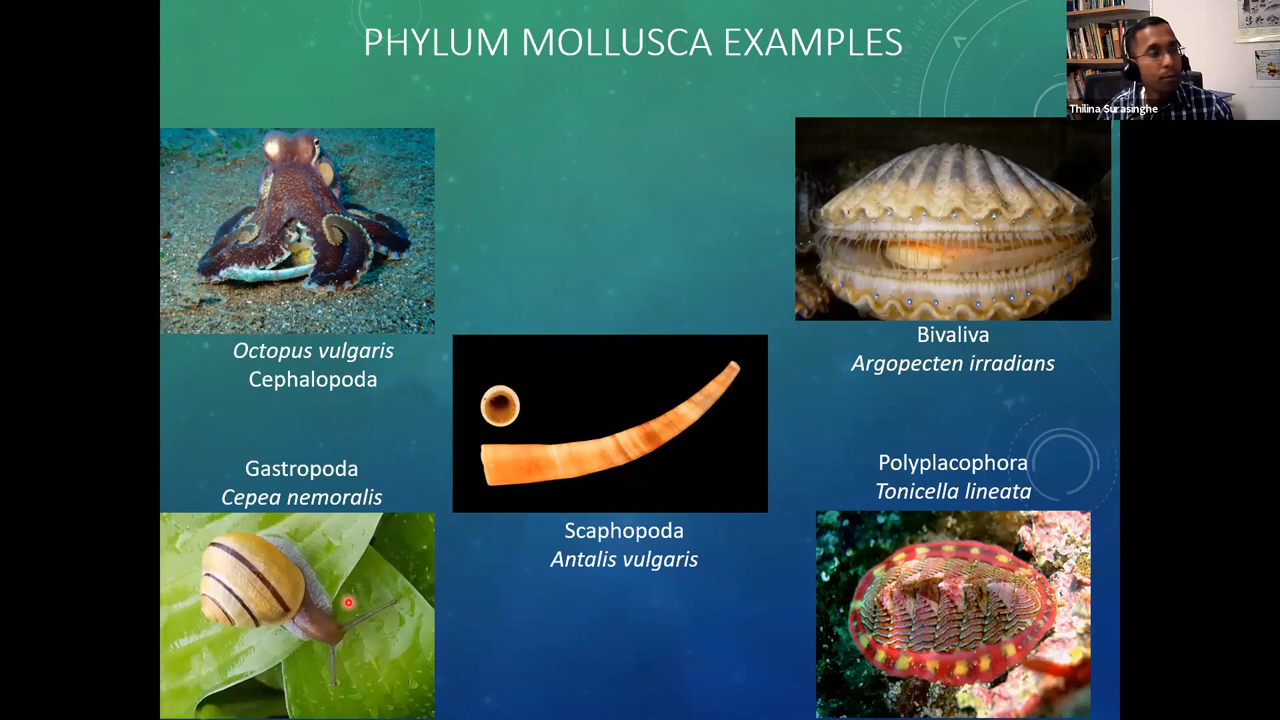 PHYLUM MOLLUSCA EXAMPLES
Thilina Surasinghe
Octopus vulgaris
Cephalopoda
Bivaliva
Argopecten irradians
Gastropoda
Cepea nemoralis
Scaphopoda
Antalis vulgaris
Polyplacophora
Tonicella lineata